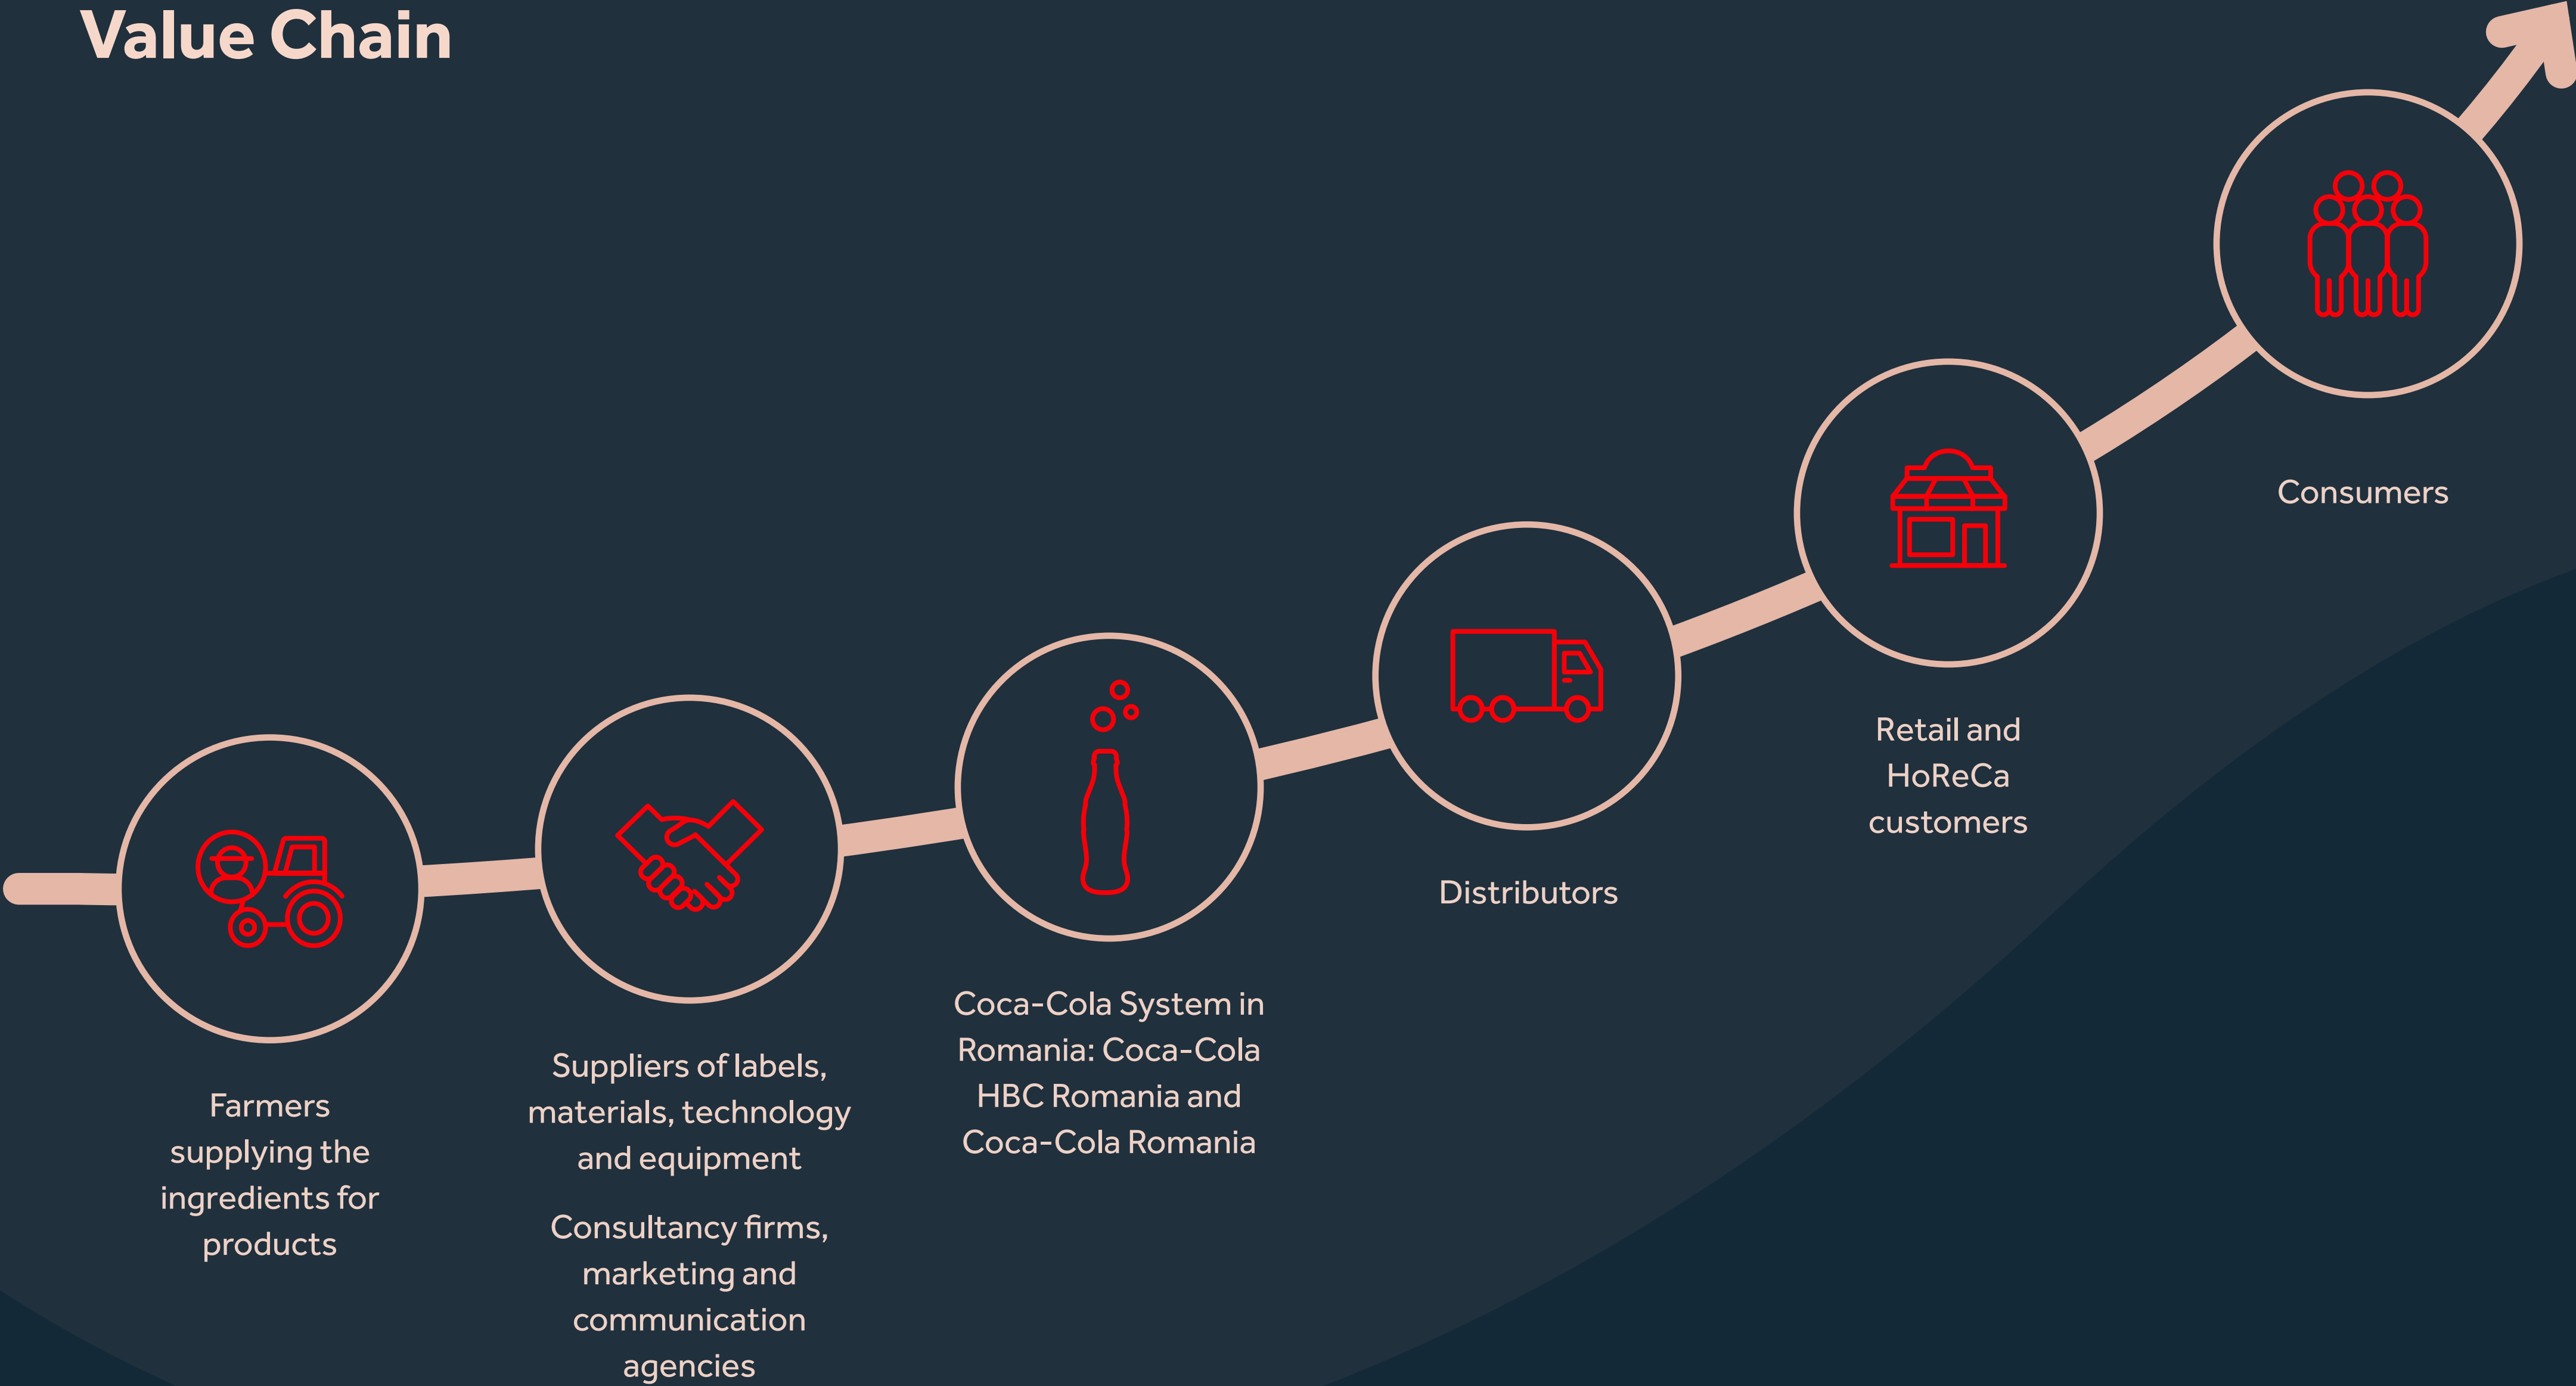 Value Chain
Farmers
supplying the
ingredients for
products
Suppliers of labels,
materials, technology
and equipment
Consultancy firms,
marketing and
communication
agencies
Coca-Cola System in
Romania: Coca-Cola
HBC Romania and
Coca-Cola Romania
Distributors
Retail and
HoReCa
customers
Consumers